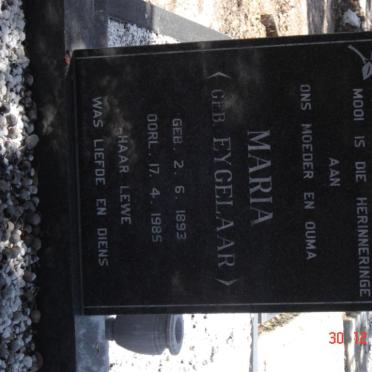 MOOI IS DIE HERINNERINGE
AAN
ONS MOEDER EN OUMA
MARIA
(GEB. EYGELAAR)
GEB. 2. 6. 1893
OORL. 17. 4. 1985
HAAR LEWE
WAS LIEFDE EN DIENS
30 12